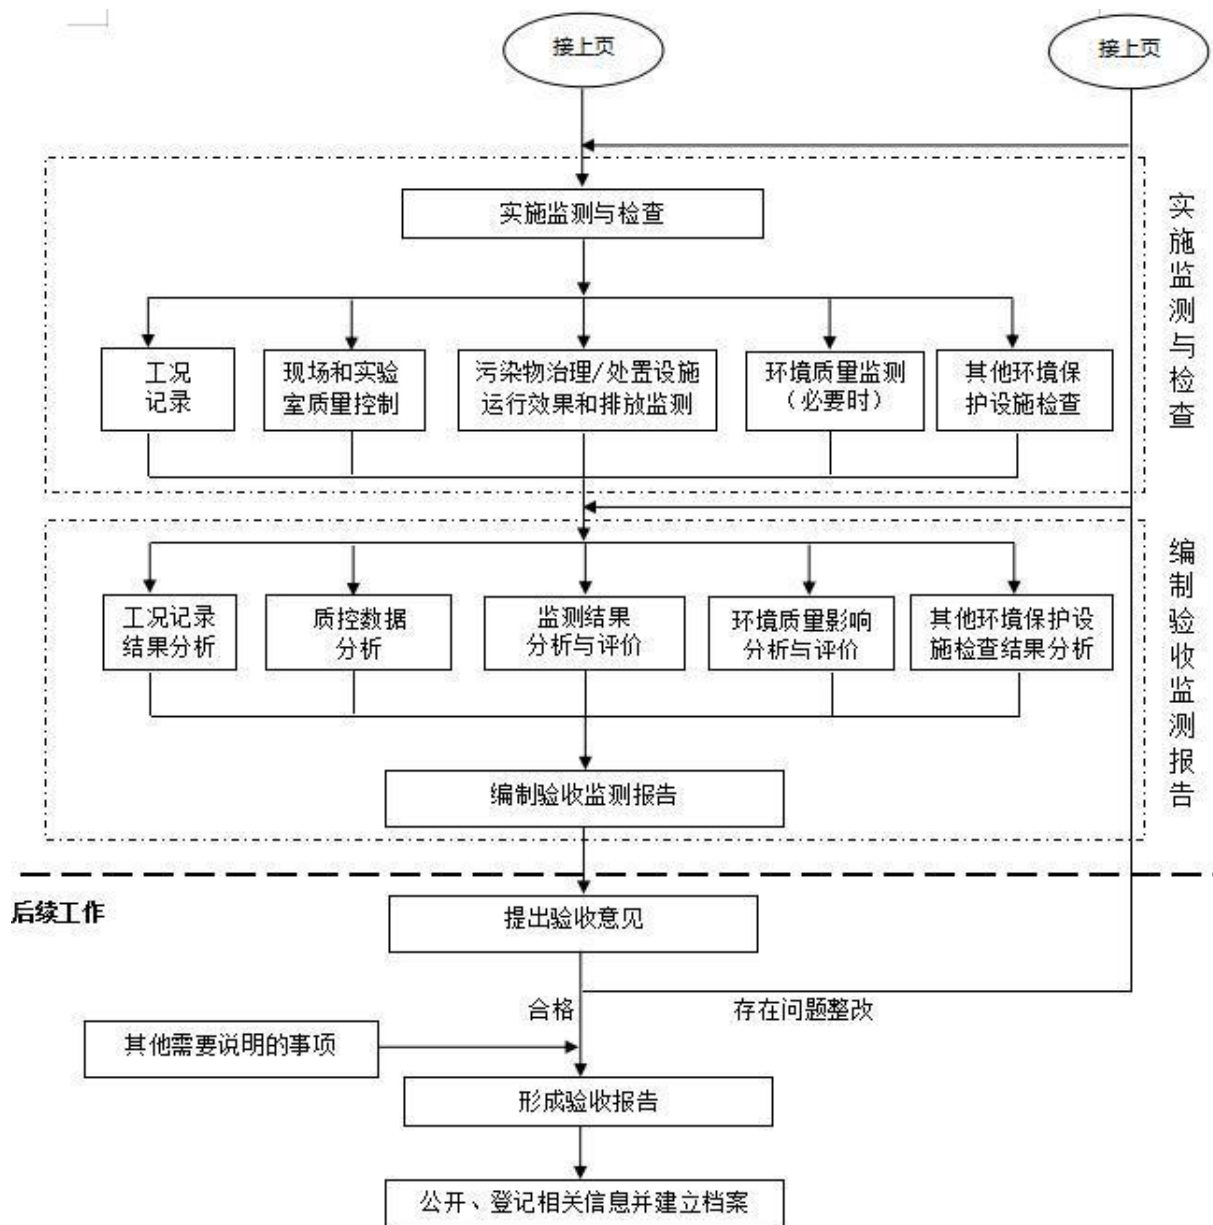 接上页
接上页
实施监测与检查
实施监测与检查
工况
记录
现场和实验
室质量控制
污染物治理/处置设施
运行效果和排放监测
环境质量监测
（必要时）
其他环境保
护设施检查
编制验收监测报告
工况记录
结果分析
质控数据
分析
监测结果
分析与评价
环境质量影响
分析与评价
其他环境保护设
施检查结果分析
编制验收监测报告
后续工作
提出验收意见
合格
存在问题整改
其他需要说明的事项
形成验收报告
公开、登记相关信息并建立档案